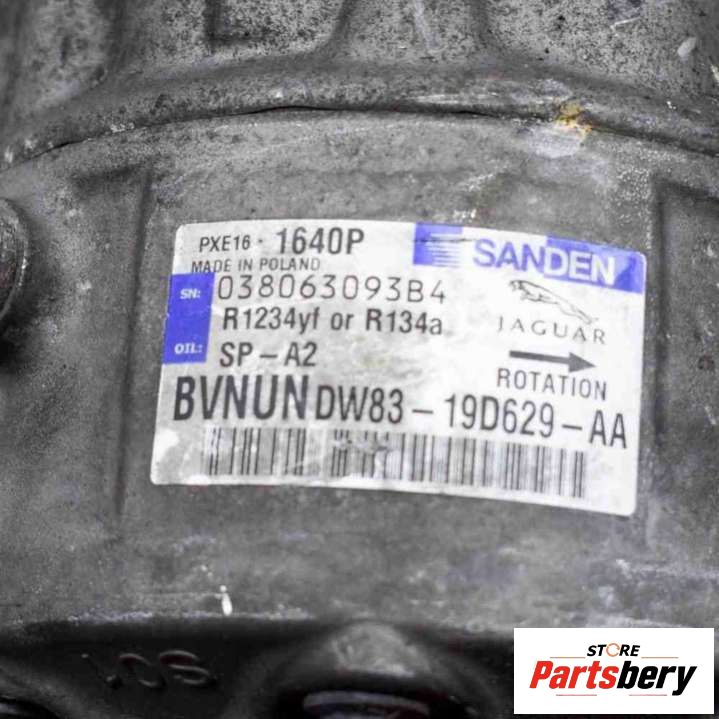 PXE16 - 1640P
SANDEN
MADE IN POLAND
SN: 038063093B4
R1234yf or R134a
JAGUAR
OIL: SP-A2
ROTATION
BVNUN DW83-19D629-AA
STORE
Partsbery